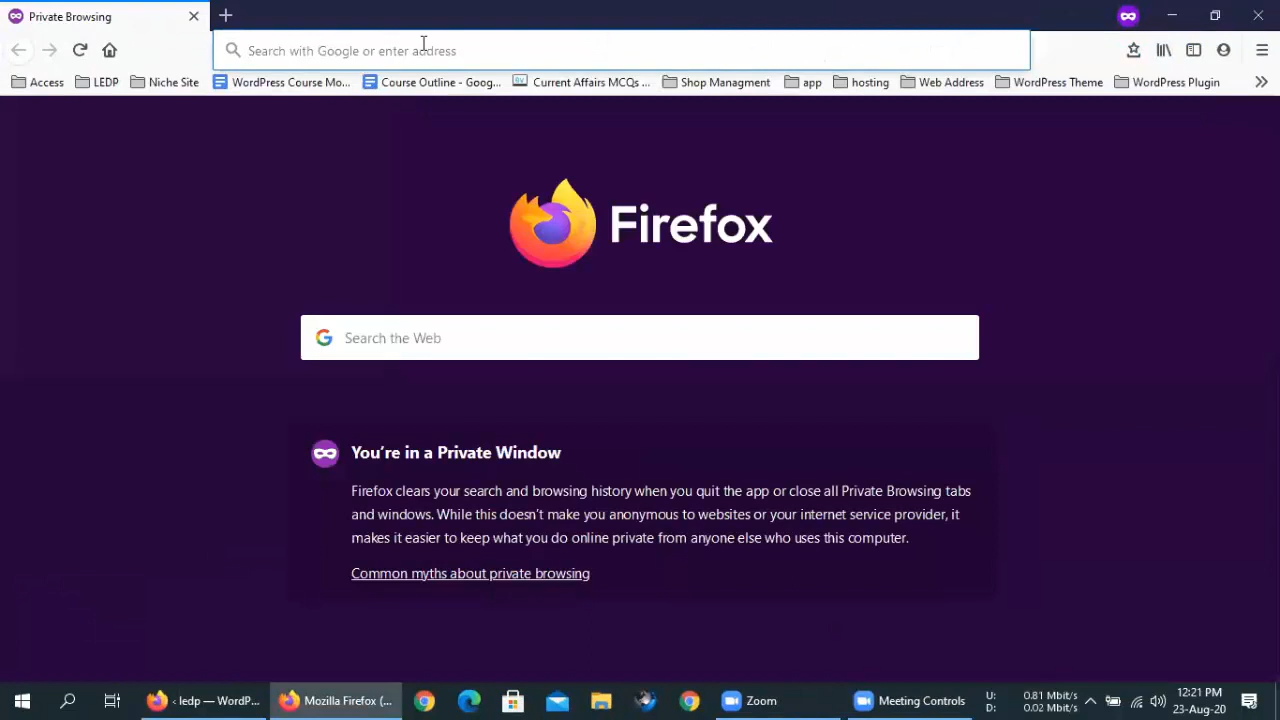 Private Browsing
Search with Google or enter address
Access LEDP Niche Site WordPress Course Mo... Course Outline - Goog... Current Affairs MCQs ... Shop Managment app hosting Web Address WordPress Theme WordPress Plugin
Firefox
Search the Web
You're in a Private Window
Firefox clears your search and browsing history when you quit the app or close all Private Browsing tabs
and windows. While this doesn't make you anonymous to websites or your internet service provider, it
makes it easier to keep what you do online private from anyone else who uses this computer.
Common myths about private browsing
‹ ledp — WordP... Mozilla Firefox (... Zoom Meeting Controls
U: 0.81 Mbit/s
D: 0.02 Mbit/s
12:21 PM
23-Aug-20